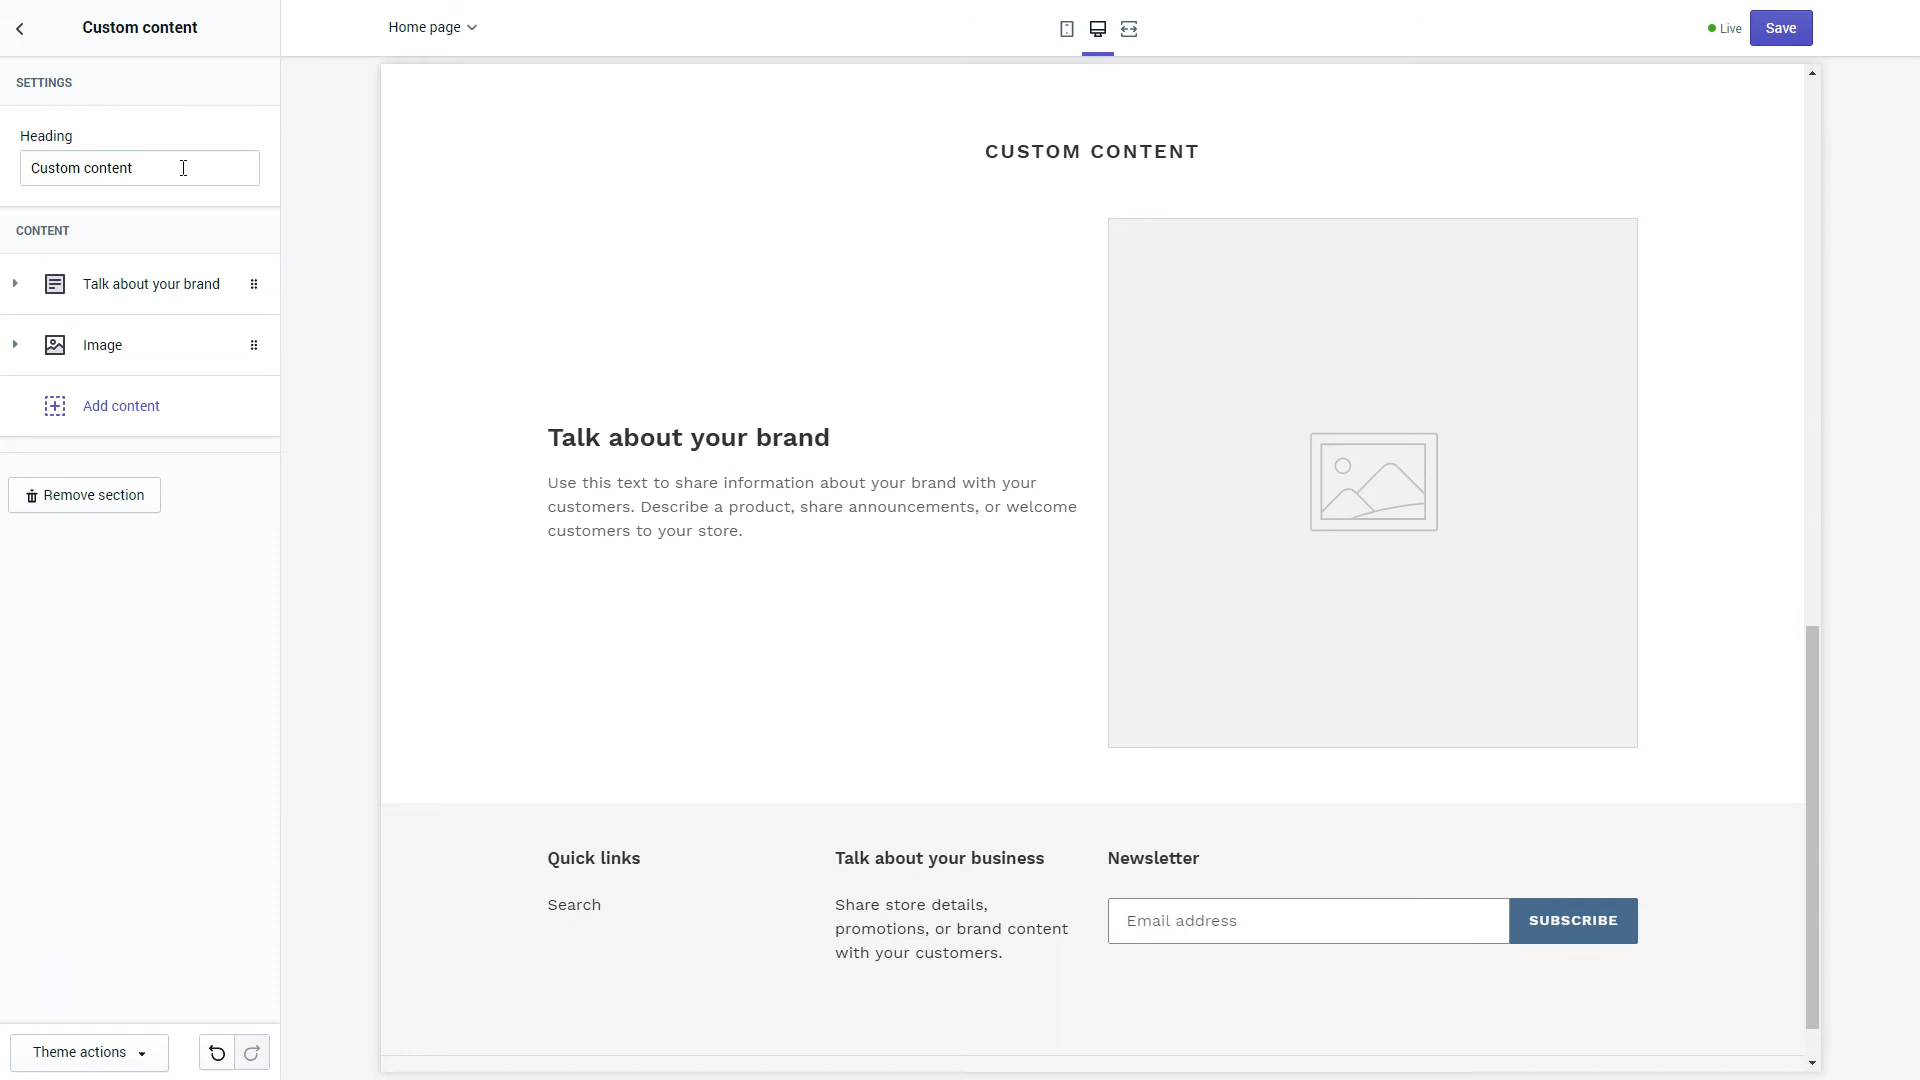 Custom content
Home page
Live
Save
SETTINGS
Heading
Custom content
CONTENT
Talk about your brand
Image
Add content
Remove section
Theme actions
CUSTOM CONTENT
Talk about your brand
Use this text to share information about your brand with your
customers. Describe a product, share announcements, or welcome
customers to your store.
Quick links
Search
Talk about your business
Share store details,
promotions, or brand content
with your customers.
Newsletter
Email address
SUBSCRIBE